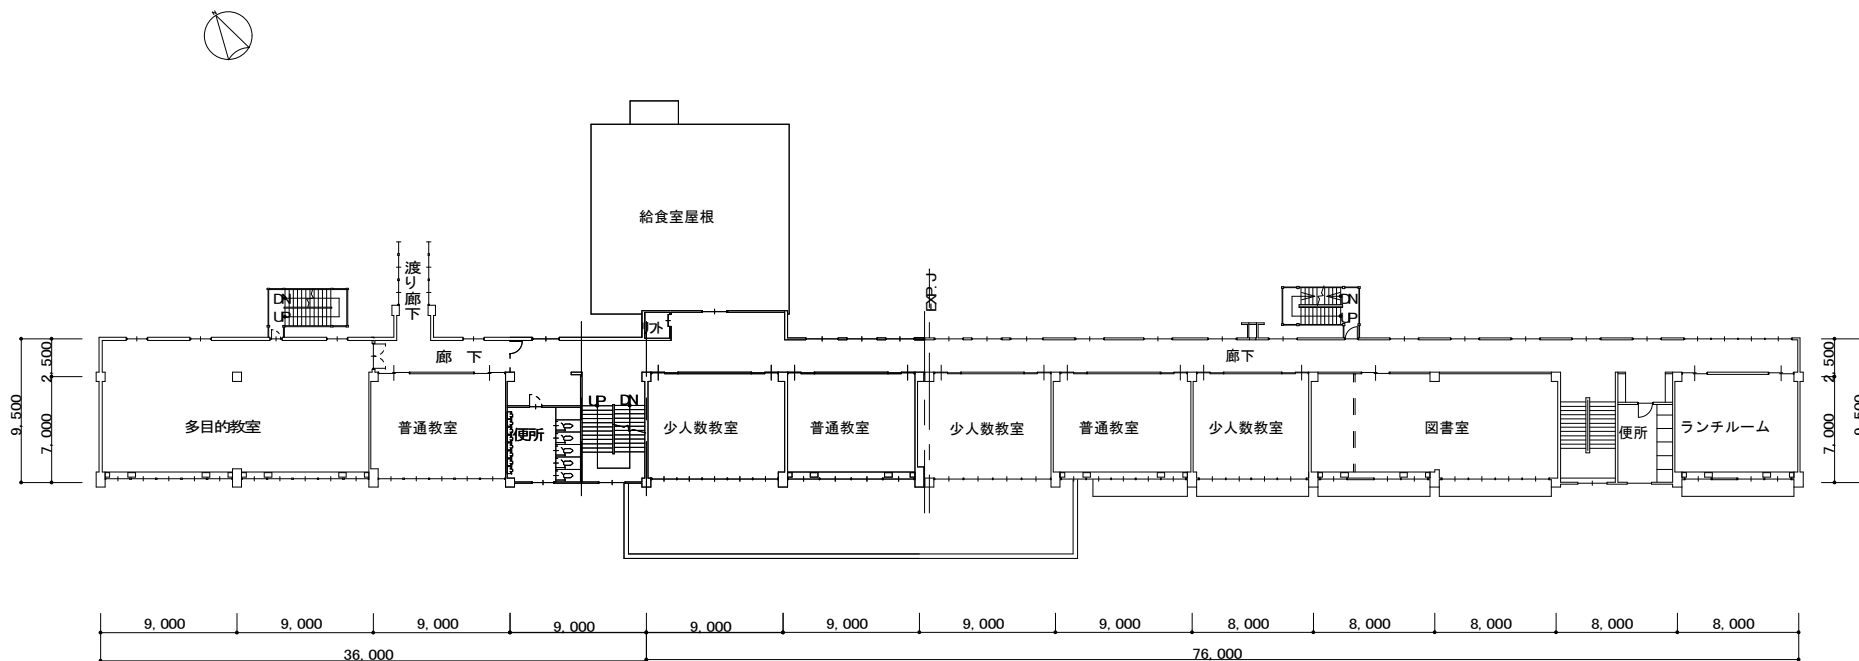 N
給食室屋根
渡り廊下
EXP.J
DN
UP
リフト
DN
UP
廊 下
廊下
2,500
7,000
9,500
多目的教室
普通教室
便所
UP
DN
少人数教室
普通教室
少人数教室
普通教室
少人数教室
図書室
便所
ランチルーム
2,500
7,000
9,500
9,000
9,000
9,000
9,000
9,000
9,000
9,000
9,000
8,000
8,000
8,000
8,000
8,000
36,000
76,000